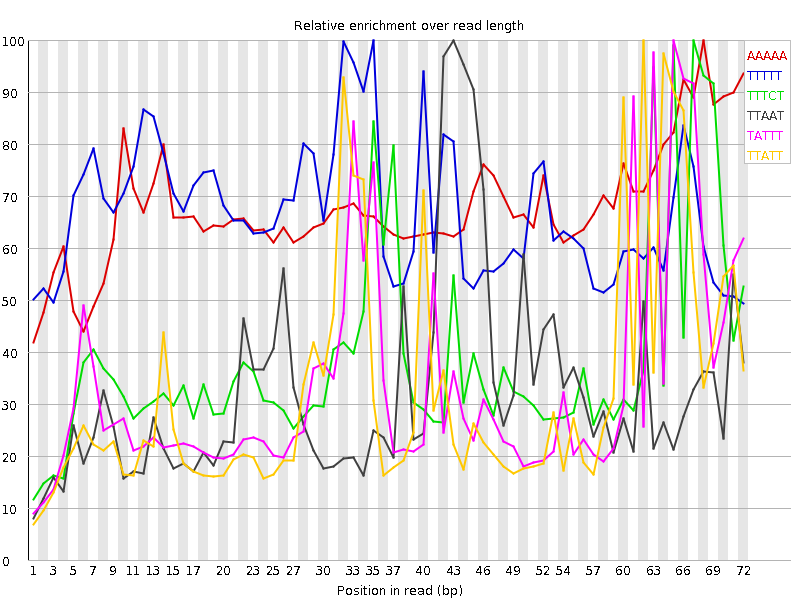 Relative enrichment over read length
100
90
80
70
60
50
40
30
20
10
0
AAAAA
TTTTT
TTTCT
TTAAT
TATTT
TTATT
1 3 5 7 9 11 13 15 17 20 23 25 27 30 33 35 37 40 43 46 49 52 54 57 60 63 66 69 72
Position in read (bp)